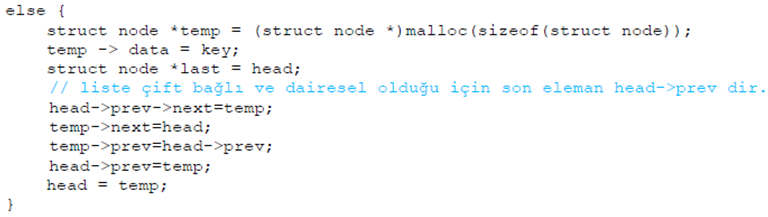 else {
struct node *temp = (struct node *)malloc(sizeof(struct node));
temp -> data = key;
struct node *last = head;
// liste çift bağlı ve dairesel olduğu için son eleman head->prev dir.
head->prev->next=temp;
temp->next=head;
temp->prev=head->prev;
head->prev=temp;
head = temp;
}